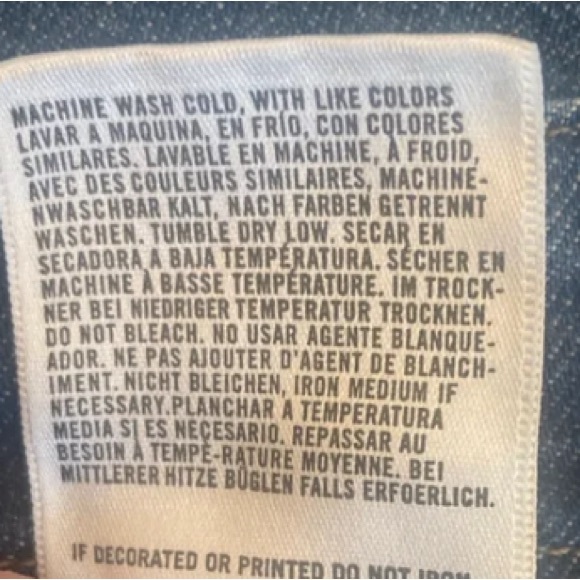 MACHINE WASH COLD, WITH LIKE COLORS
LAVAR A MAQUINA, EN FRÍO, CON COLORES
SIMILARES. LAVABLE EN MACHINE, À FROID,
AVEC DES COULEURS SIMILAIRES, MACHINE-
NWASCHBAR KALT, NACH FARBEN GETRENNT
WASCHEN. TUMBLE DRY LOW. SECAR EN
SECADORA A BAJA TEMPERATURA. SÉCHER EN
MACHINE À BASSE TEMPÉRATURE. IM TROCK-
NER BEI NIEDRIGER TEMPERATUR TROCKNEN.
DO NOT BLEACH. NO USAR AGENTE BLANQUE-
ADOR. NE PAS AJOUTER D'AGENT DE BLANCH-
IMENT. NICHT BLEICHEN, IRON MEDIUM IF
NECESSARY.PLANCHAR A TEMPERATURA
MEDIA SI ES NECESARIO. REPASSAR AU
BESOIN À TEMPÉ-RATURE MOYENNE. BEI
MITTLERER HITZE BÜGLEN FALLS ERFOERLICH.
IF DECORATED OR PRINTED DO NOT IRON